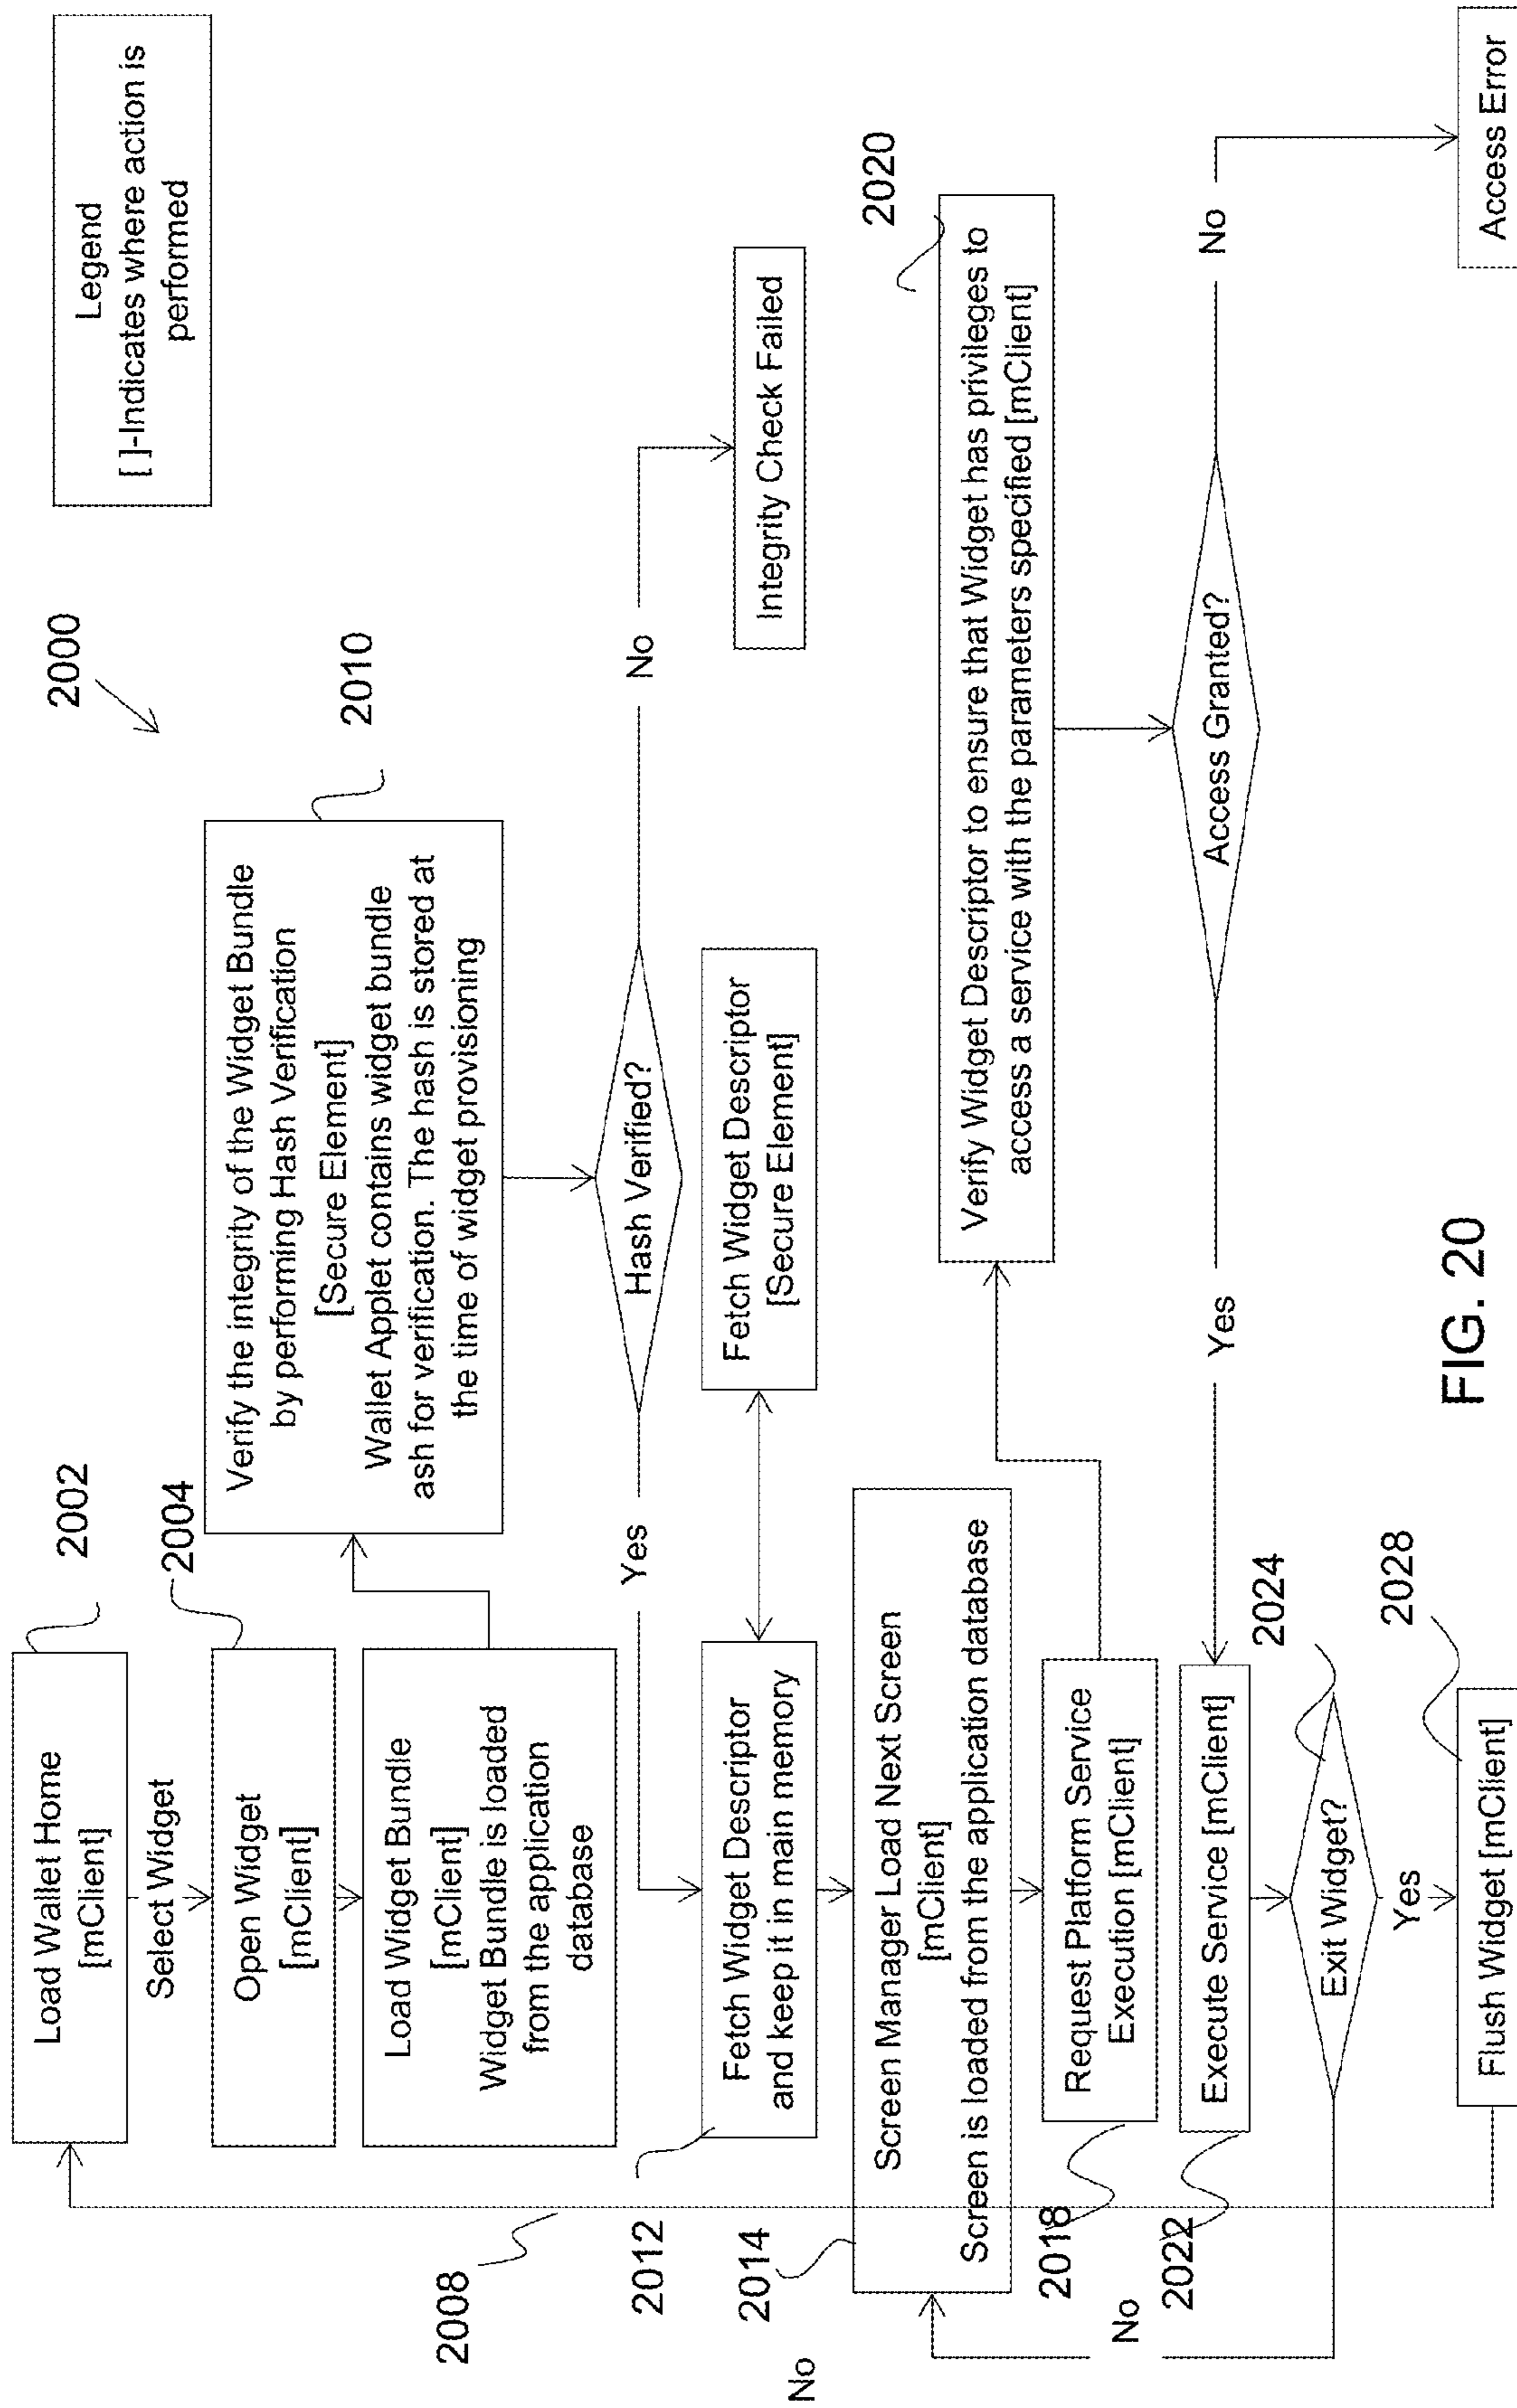 2000
Legend
[ ]-Indicates where action is
performed
Load Wallet Home
[mClient]
2002
Select Widget
Open Widget
[mClient]
2004
Load Widget Bundle
[mClient]
Widget Bundle is loaded
from the application
database
2008
Verify the integrity of the Widget Bundle
by performing Hash Verification
[Secure Element]
Wallet Applet contains widget bundle
ash for verification. The hash is stored at
the time of widget provisioning
2010
Hash Verified?
Yes
No
Integrity Check Failed
Fetch Widget Descriptor
and keep it in main memory
2012
Fetch Widget Descriptor
[Secure Element]
Screen Manager Load Next Screen
[mClient]
Screen is loaded from the application database
2014
No
Request Platform Service
Execution [mClient]
2018
Verify Widget Descriptor to ensure that Widget has privileges to
access a service with the parameters specified [mClient]
2020
Access Granted?
Yes
No
Access Error
Execute Service [mClient]
2022
Exit Widget?
2024
No
Yes
Flush Widget [mClient]
2028
FIG. 20